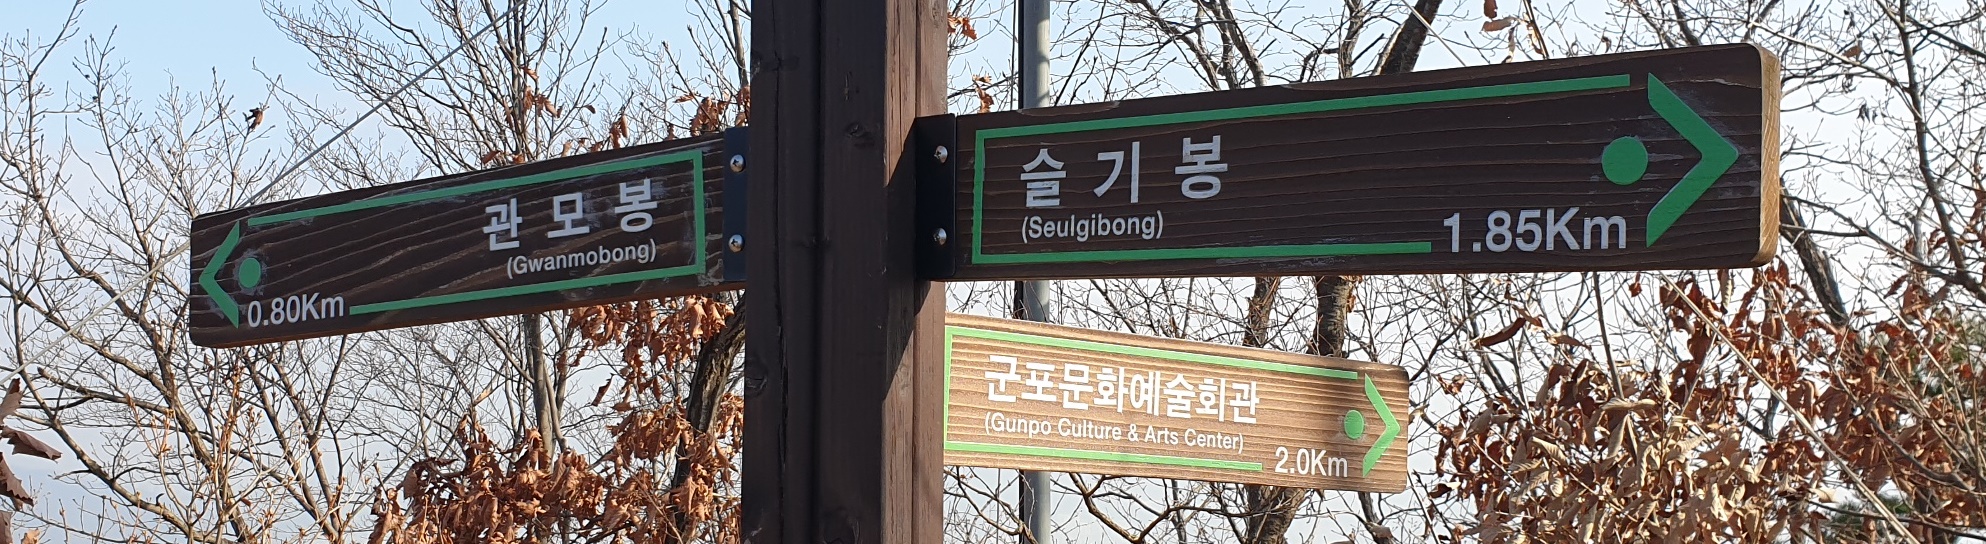 관모봉
(Gwanmobong)
0.80Km
슬기봉
(Seulgibong)
1.85Km
군포문화예술회관
(Gunpo Culture & Arts Center)
2.0Km